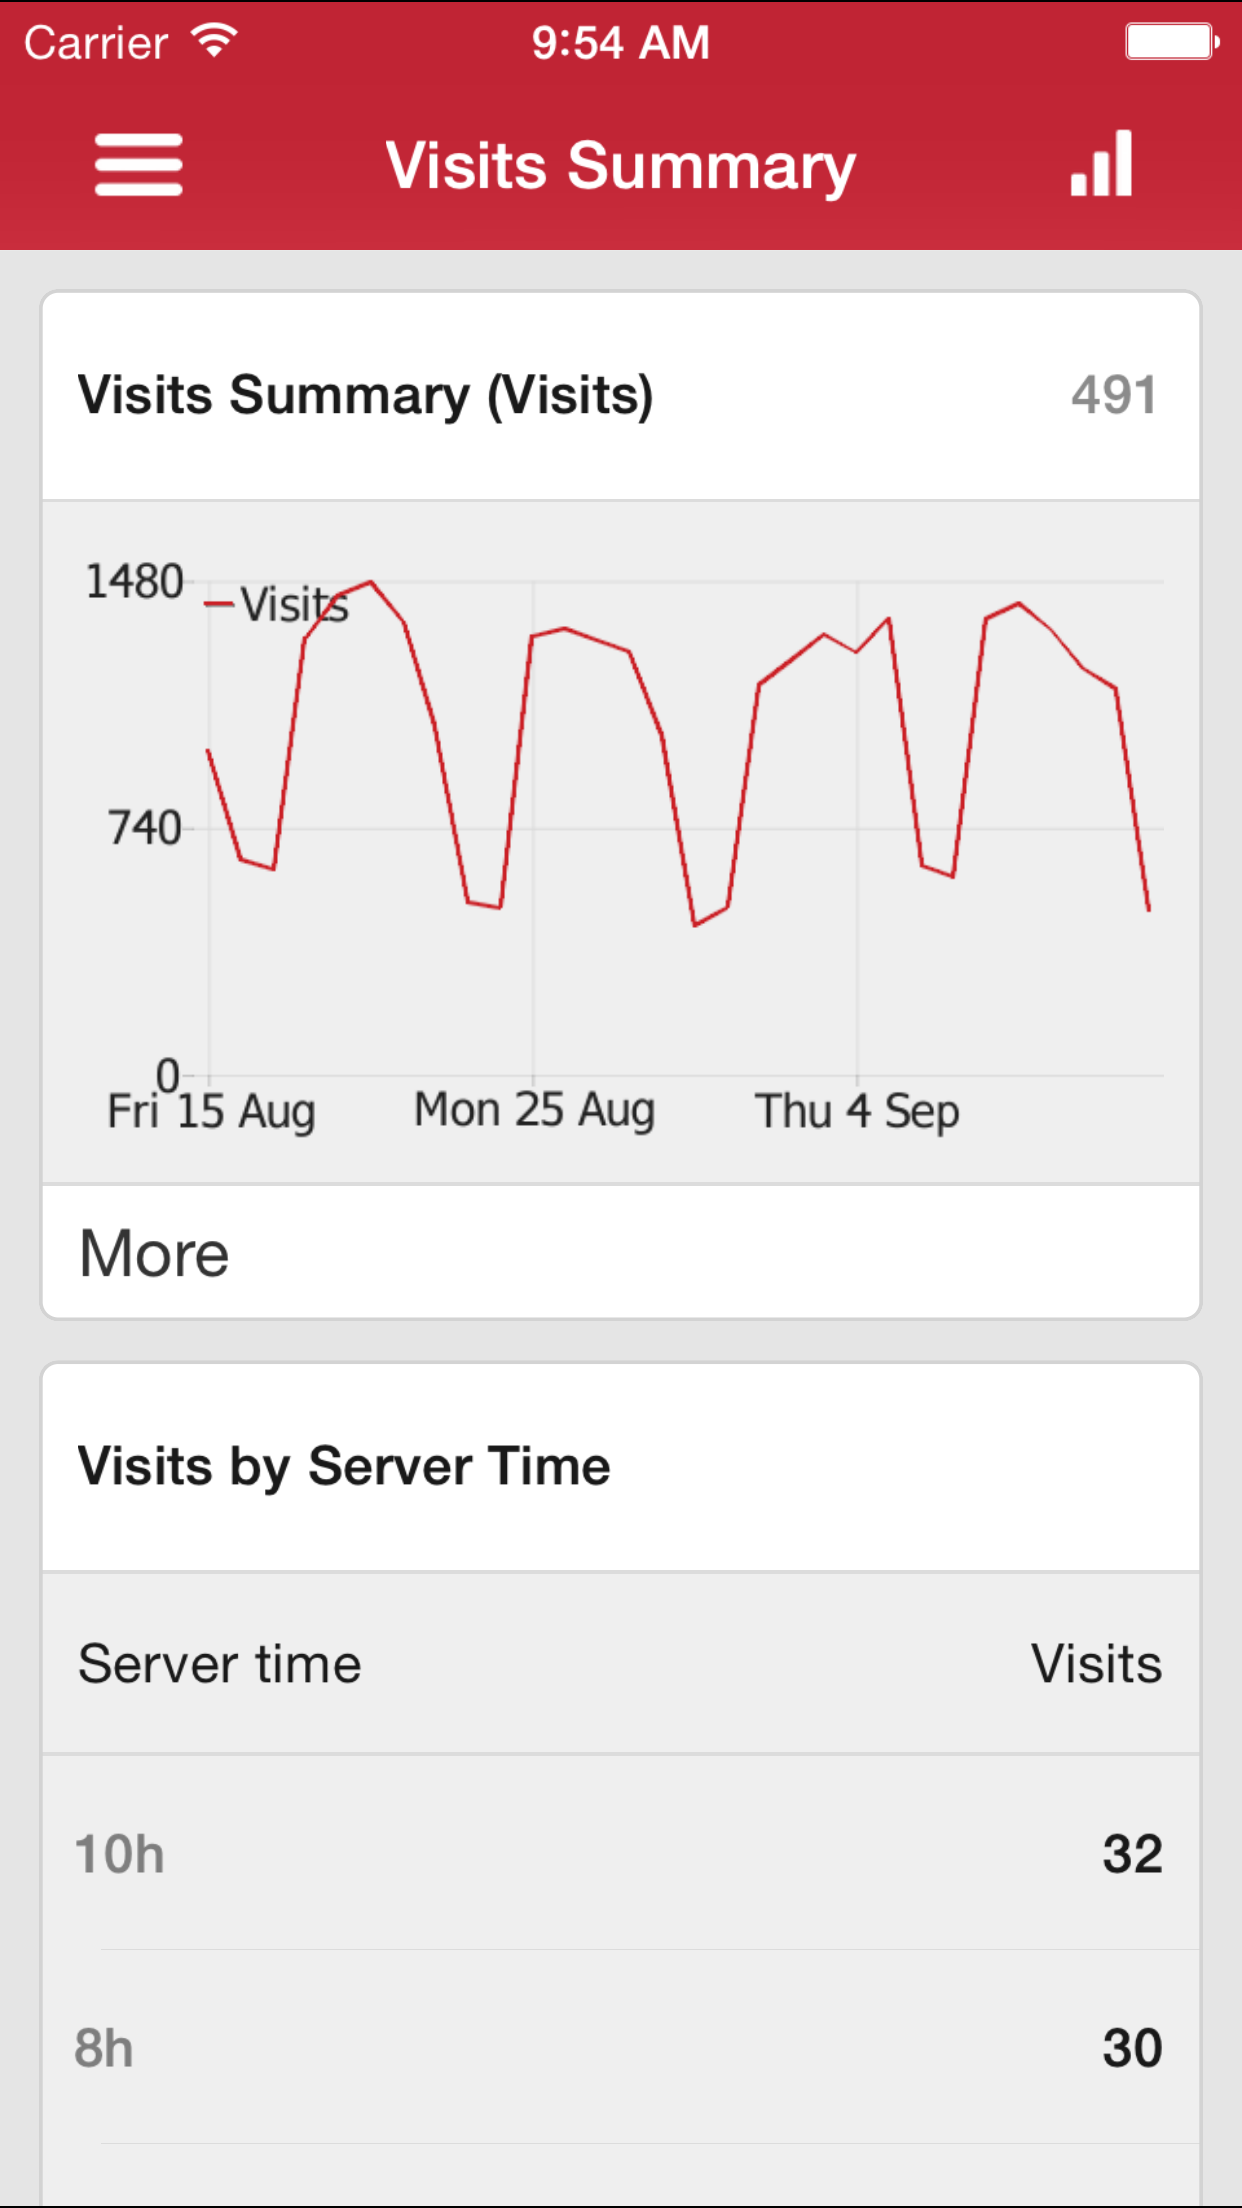 Carrier 9:54 AM
Visits Summary
Visits Summary (Visits) 491
1480
Visits
740
0
Fri 15 Aug Mon 25 Aug Thu 4 Sep
More
Visits by Server Time
Server time Visits
10h 32
8h 30